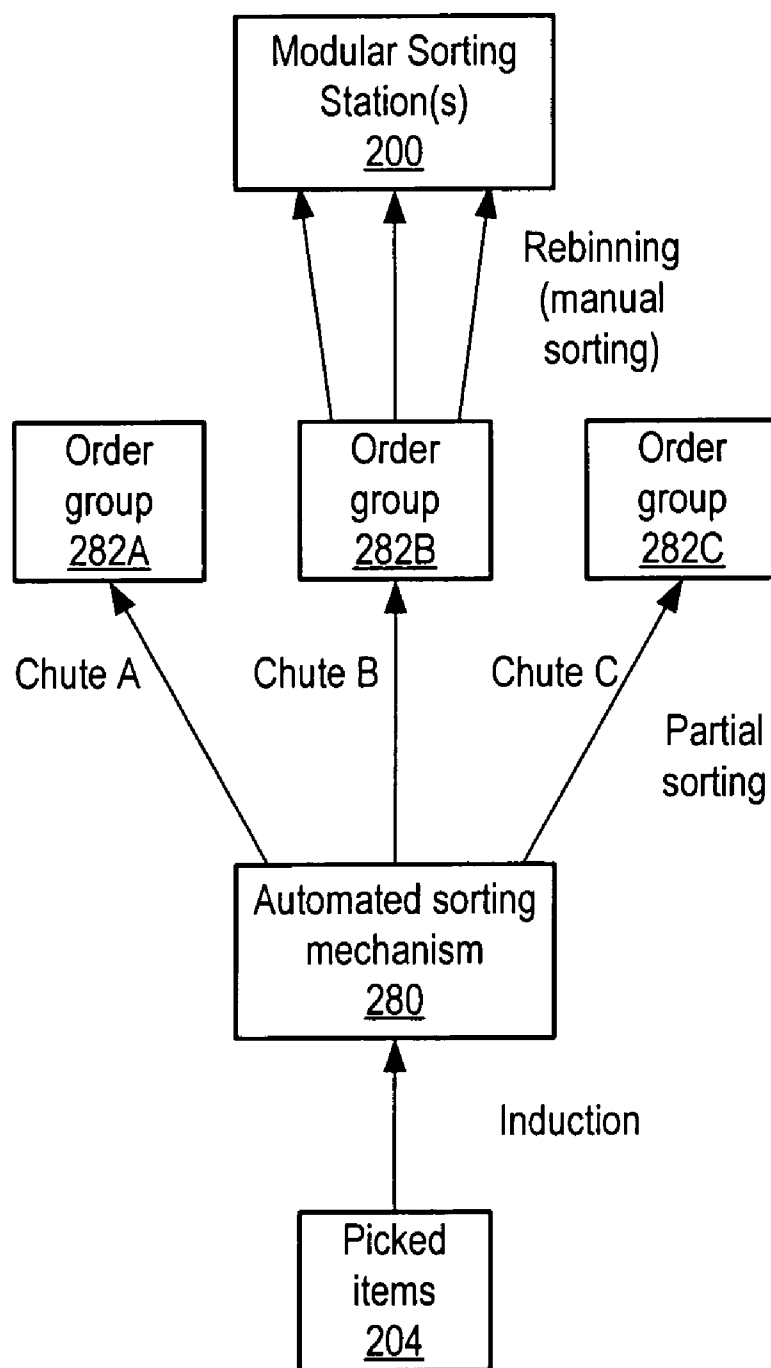 Modular Sorting
Station(s)
200
Rebinning
(manual
sorting)
Order
group
282A
Order
group
282B
Order
group
282C
Chute A
Chute B
Chute C
Partial
sorting
Automated sorting
mechanism
280
Induction
Picked
items
204